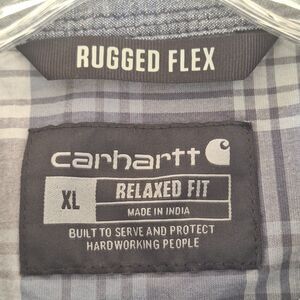 RUGGED FLEX
carhartt
XL RELAXED FIT
MADE IN INDIA
BUILT TO SERVE AND PROTECT
HARDWORKING PEOPLE